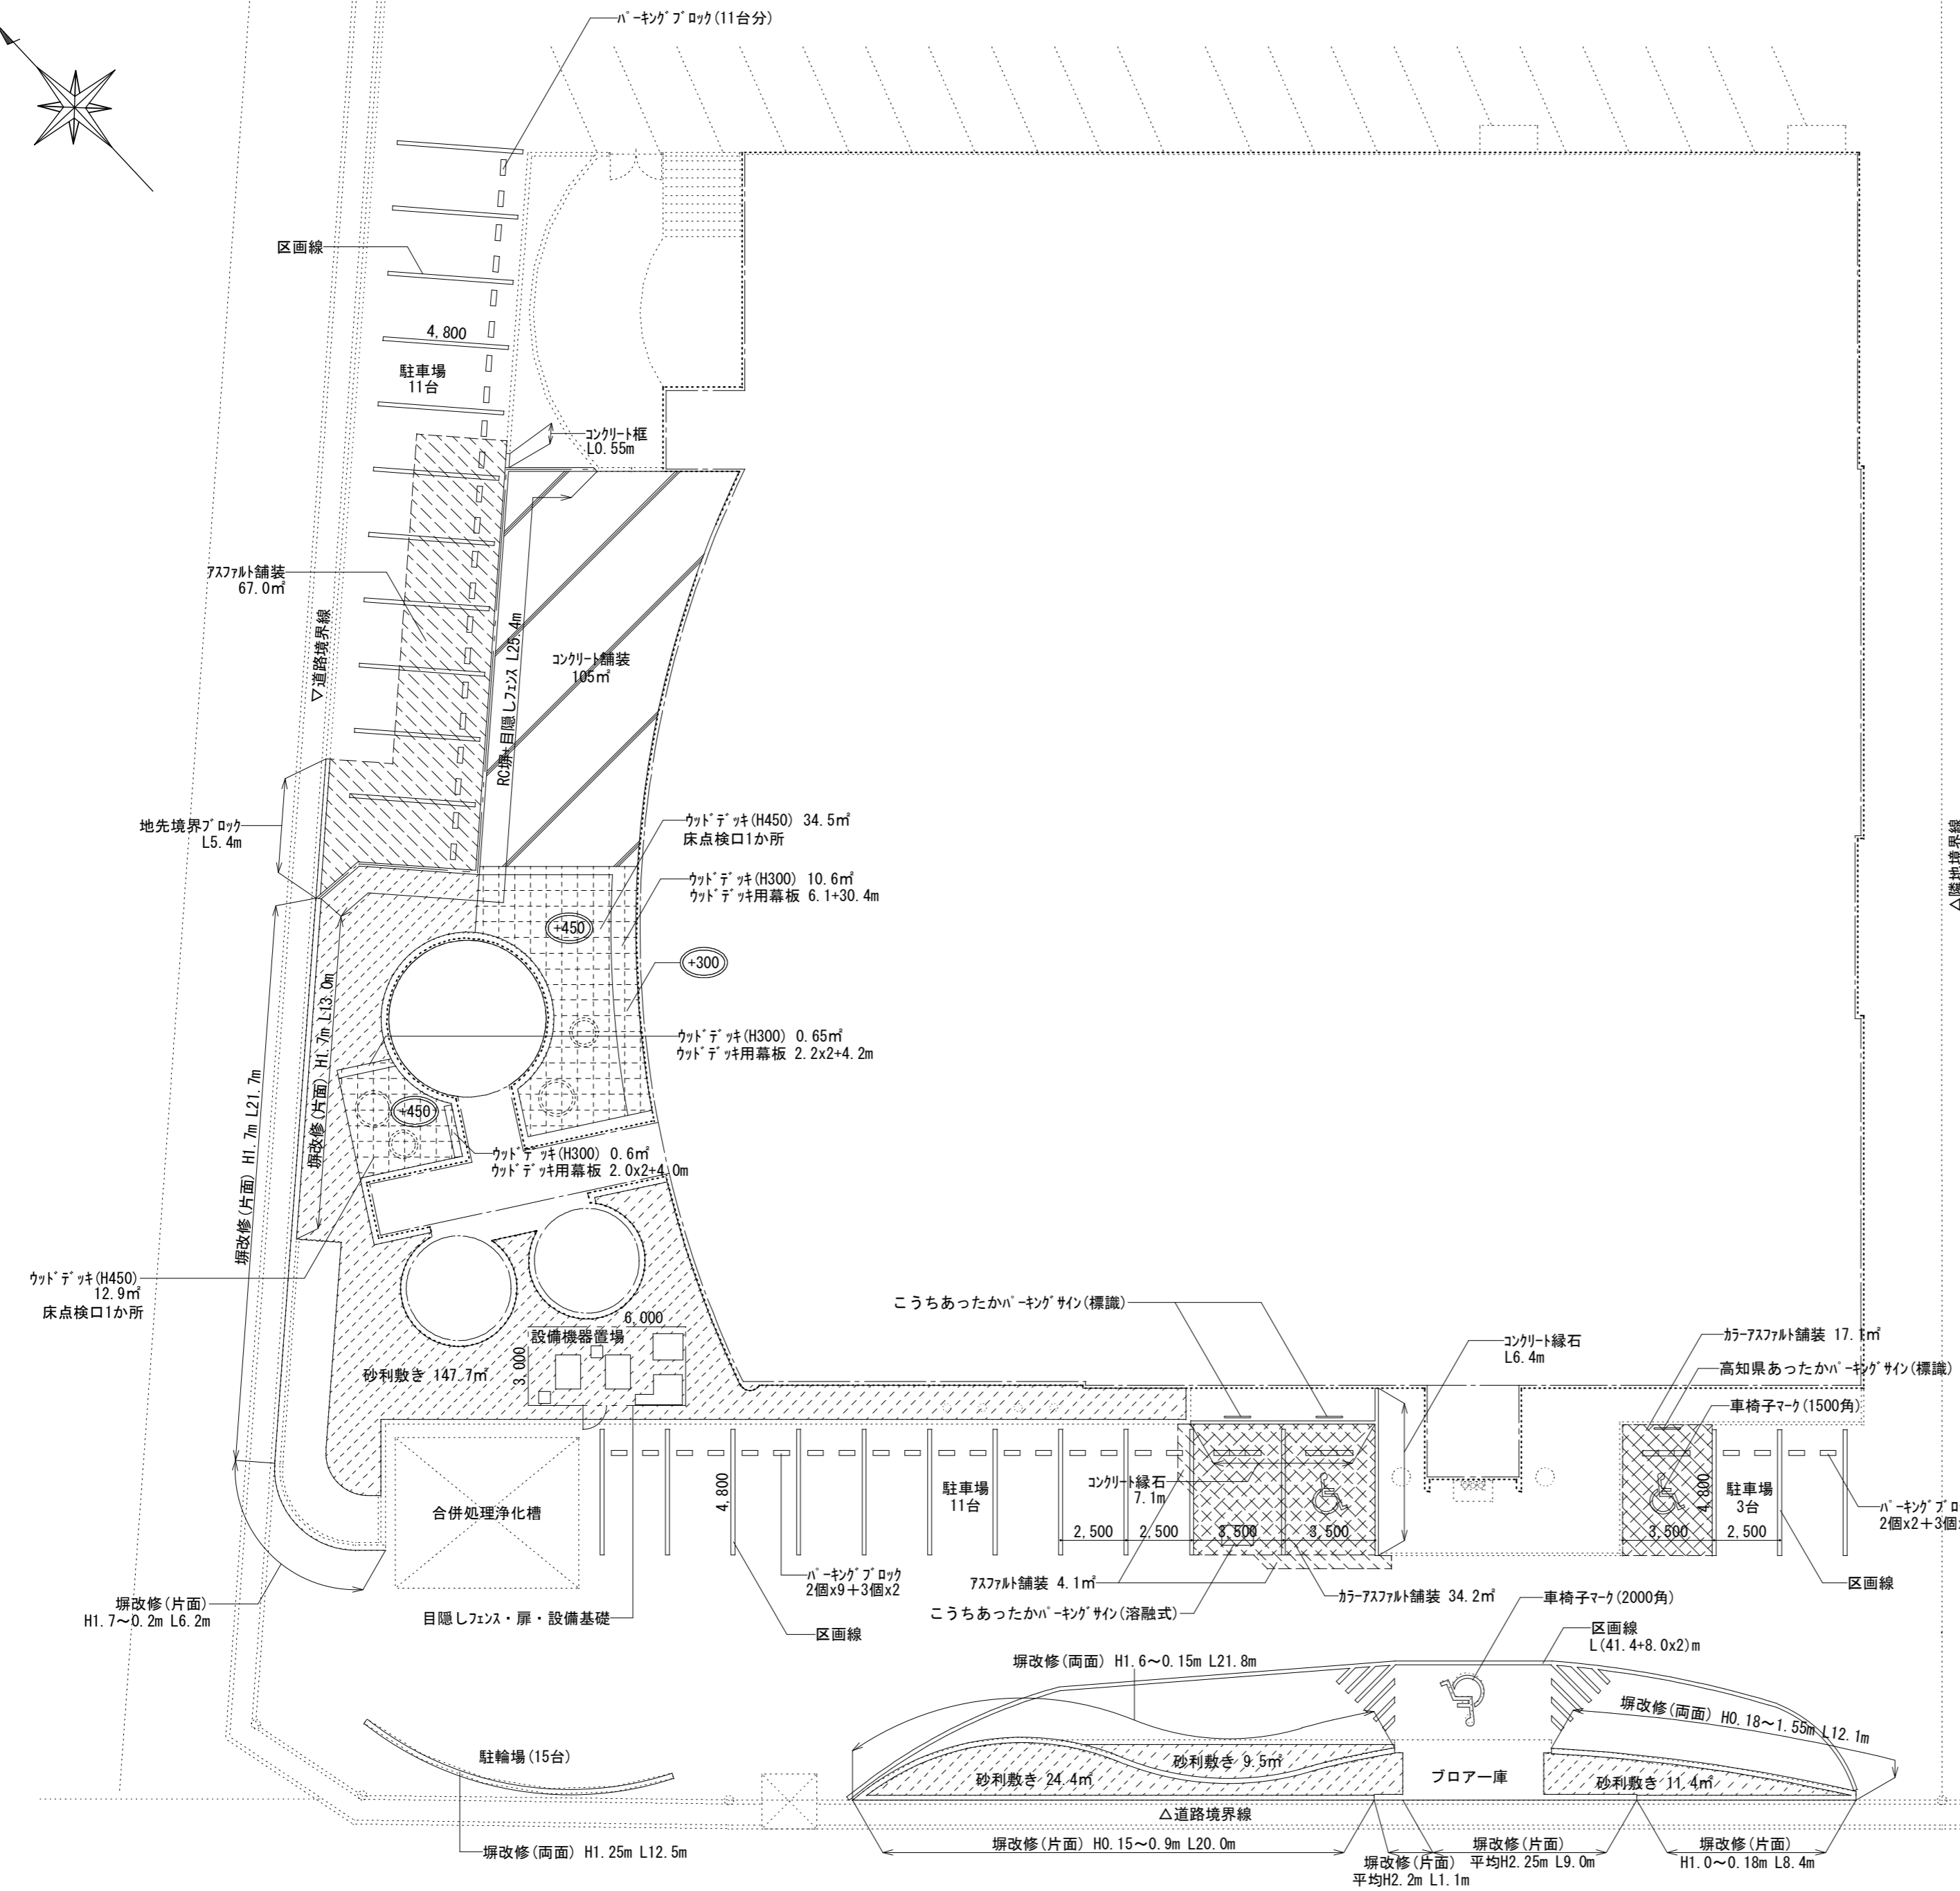 パーキングブロック(11台分)
区画線
4,800
駐車場
11台
コンクリート框
L0.55m
アスファルト舗装
67.0㎡
▽道路境界線
RC塀+目隠しフェンス L25.4m
コンクリート舗装
105㎡
地先境界ブロック
L5.4m
ウッドデッキ(H450) 34.5㎡
床点検口1か所
ウッドデッキ(H300) 10.6㎡
ウッドデッキ用幕板 6.1+30.4m
+450
+300
△隣地境界線
塀改修(片面) H1.7m L13.0m
塀改修(片面) H1.7m L21.7m
ウッドデッキ(H300) 0.65㎡
ウッドデッキ用幕板 2.2x2+4.2m
+450
ウッドデッキ(H300) 0.6㎡
ウッドデッキ用幕板 2.0x2+4.0m
ウッドデッキ(H450)
12.9㎡
床点検口1か所
6,000
設備機器置場
3,000
砂利敷き 147.7㎡
こうちあったかパーキングサイン(標識)
コンクリート縁石
L6.4m
カラーアスファルト舗装 17.1㎡
高知県あったかパーキングサイン(標識)
車椅子マーク(1500角)
合併処理浄化槽
4,800
駐車場
11台
コンクリート縁石
7.1m
2,500
2,500
3,500
3,500
4,800
駐車場
3台
3,500
2,500
パーキングブロ
2個x2+3個
パーキングブロック
2個x9+3個x2
アスファルト舗装 4.1㎡
こうちあったかパーキングサイン(溶融式)
カラーアスファルト舗装 34.2㎡
車椅子マーク(2000角)
区画線
塀改修(片面)
H1.7～0.2m L6.2m
目隠しフェンス・扉・設備基礎
区画線
区画線
L(41.4+8.0x2)m
塀改修(両面) H1.6～0.15m L21.8m
塀改修(両面) H0.18～1.55m L12.1m
駐輪場(15台)
砂利敷き 9.5㎡
砂利敷き 24.4㎡
ブロアー庫
砂利敷き 11.4㎡
△道路境界線
塀改修(両面) H1.25m L12.5m
塀改修(片面) H0.15～0.9m L20.0m
塀改修(片面)
平均H2.2m L1.1m
塀改修(片面)
平均H2.25m L9.0m
塀改修(片面)
H1.0～0.18m L8.4m